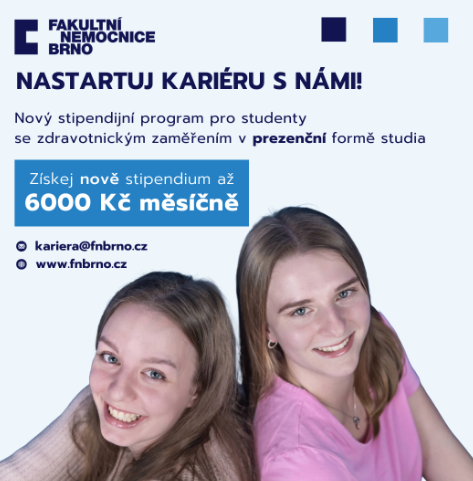 FAKULTNÍ
NEMOCNICE
BRNO
NASTARTUJ KARIÉRU S NÁMI!
Nový stipendijní program pro studenty
se zdravotnickým zaměřením v prezenční formě studia
Získej nově stipendium až
6000 Kč měsíčně
kariera@fnbrno.cz
www.fnbrno.cz